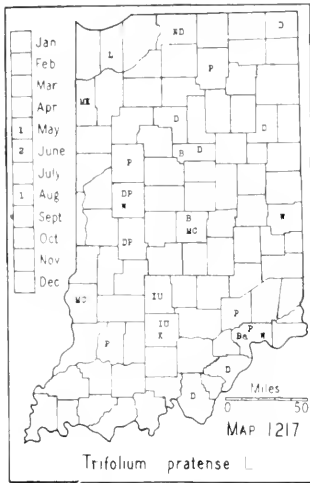 Jan
Feb
Mar
Apr
1 May
2 June
July
1 Aug
Sept
Oct
Nov
Dec
ND
D
L
P
MK
D
D
B D
P
DP
W
B
MC
W
DP
MC
IU
P
IU
K
P
P
Ba W
D
D
Miles
0 50
MAP 1217
Trifolium pratense L